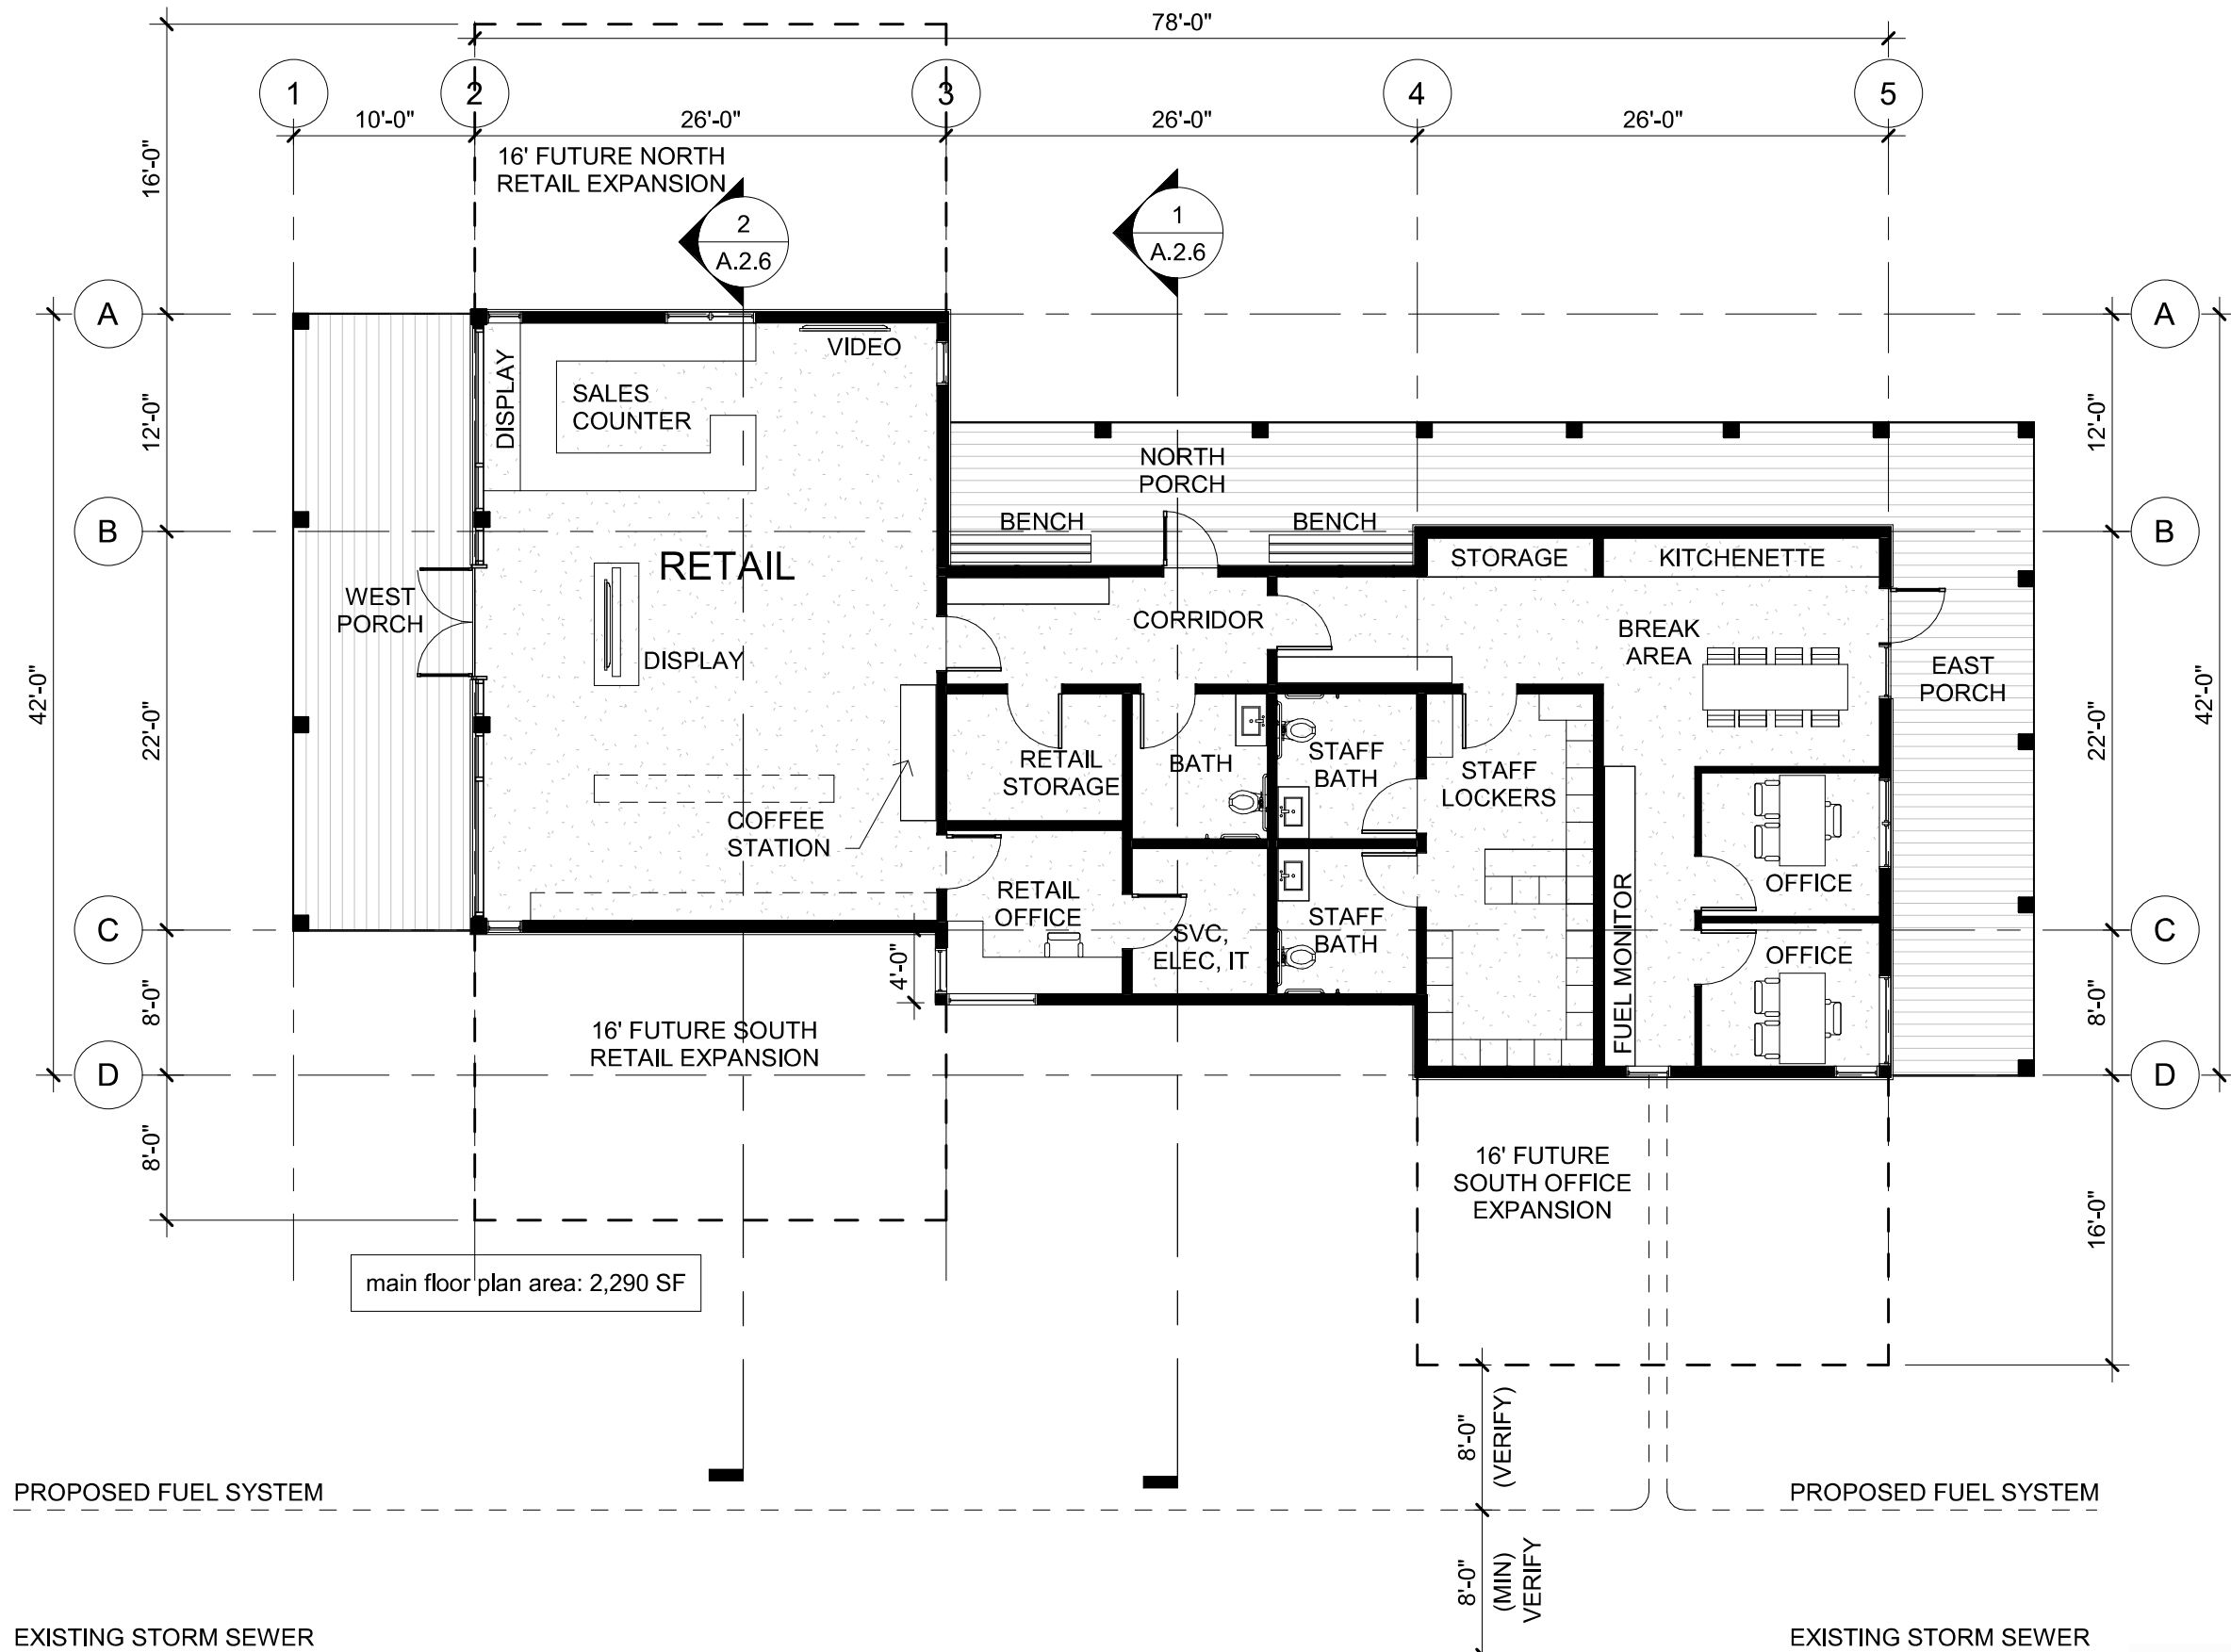 78'-0"
1
2
3
4
5
10'-0"
26'-0"
26'-0"
26'-0"
16'-0"
16' FUTURE NORTH
RETAIL EXPANSION
2
A.2.6
1
A.2.6
A
A
VIDEO
DISPLAY
SALES
COUNTER
12'-0"
12'-0"
NORTH
PORCH
BENCH
BENCH
B
B
RETAIL
STORAGE
KITCHENETTE
WEST
PORCH
CORRIDOR
BREAK
AREA
DISPLAY
EAST
PORCH
42'-0"
42'-0"
22'-0"
22'-0"
RETAIL
STORAGE
BATH
STAFF
BATH
STAFF
LOCKERS
COFFEE
STATION
OFFICE
RETAIL
OFFICE
FUEL MONITOR
C
C
SVC,
ELEC, IT
STAFF
BATH
OFFICE
4'-0"
8'-0"
8'-0"
16' FUTURE SOUTH
RETAIL EXPANSION
D
D
8'-0"
16' FUTURE
SOUTH OFFICE
EXPANSION
16'-0"
main floor plan area: 2,290 SF
8'-0"
(VERIFY)
PROPOSED FUEL SYSTEM
PROPOSED FUEL SYSTEM
8'-0"
(MIN)
VERIFY
EXISTING STORM SEWER
EXISTING STORM SEWER